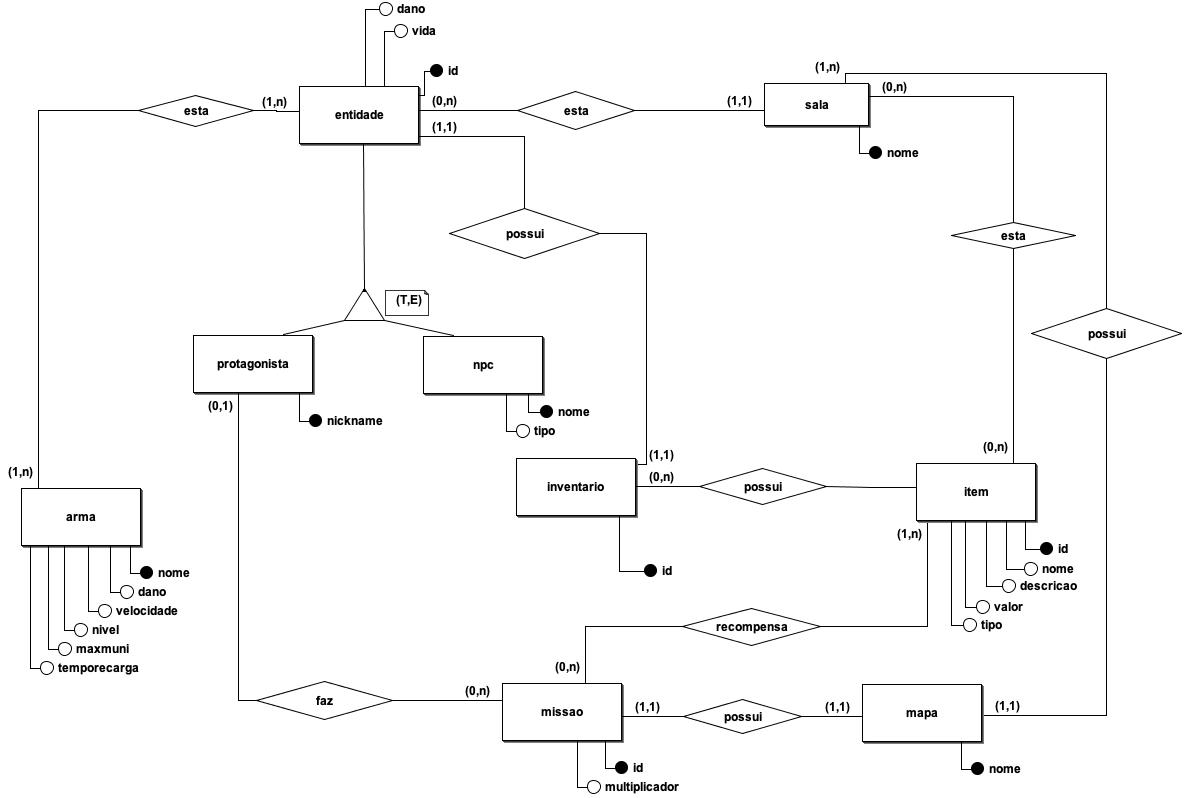 dano
vida
id
(1,n)
(0,n)
esta
(1,n)
entidade
(0,n)
esta
(1,1)
sala
(1,1)
nome
possui
esta
(T,E)
possui
protagonista
npc
(0,1)
nickname
nome
tipo
(1,n)
(1,1)
(0,n)
(0,n)
inventario
possui
item
arma
(1,n)
id
nome
id
nome
dano
descricao
velocidade
valor
nivel
recompensa
tipo
maxmuni
temporecarga
(0,n)
faz
(0,n)
missao
(1,1)
possui
(1,1)
mapa
(1,1)
id
nome
multiplicador